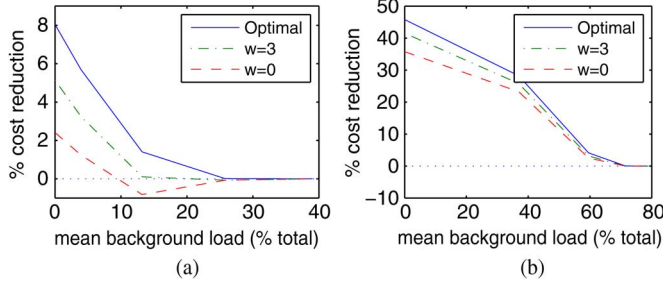 8
6
4
2
0
% cost reduction
0 10 20 30 40
mean background load (% total)
Optimal
w=3
w=0
(a)
50
40
30
20
10
0
−10
% cost reduction
0 20 40 60 80
mean background load (% total)
Optimal
w=3
w=0
(b)